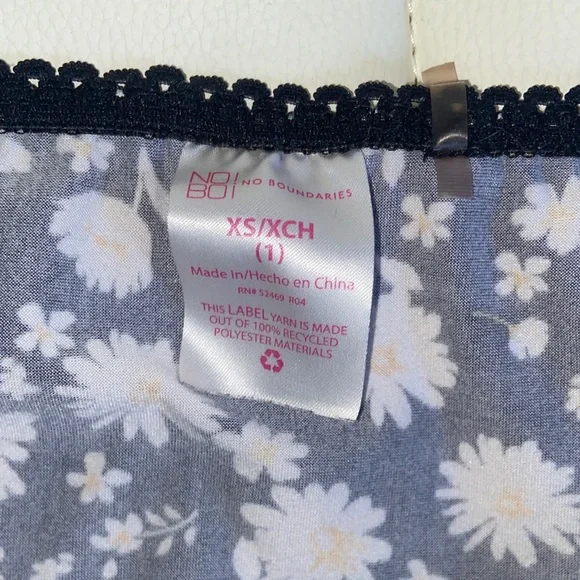 NO!
BO!
NO BOUNDARIES
XS/XCH
(1)
Made in/Hecho en China
RN# 52469 R04
THIS LABEL YARN IS MADE
OUT OF 100% RECYCLED
POLYESTER MATERIALS